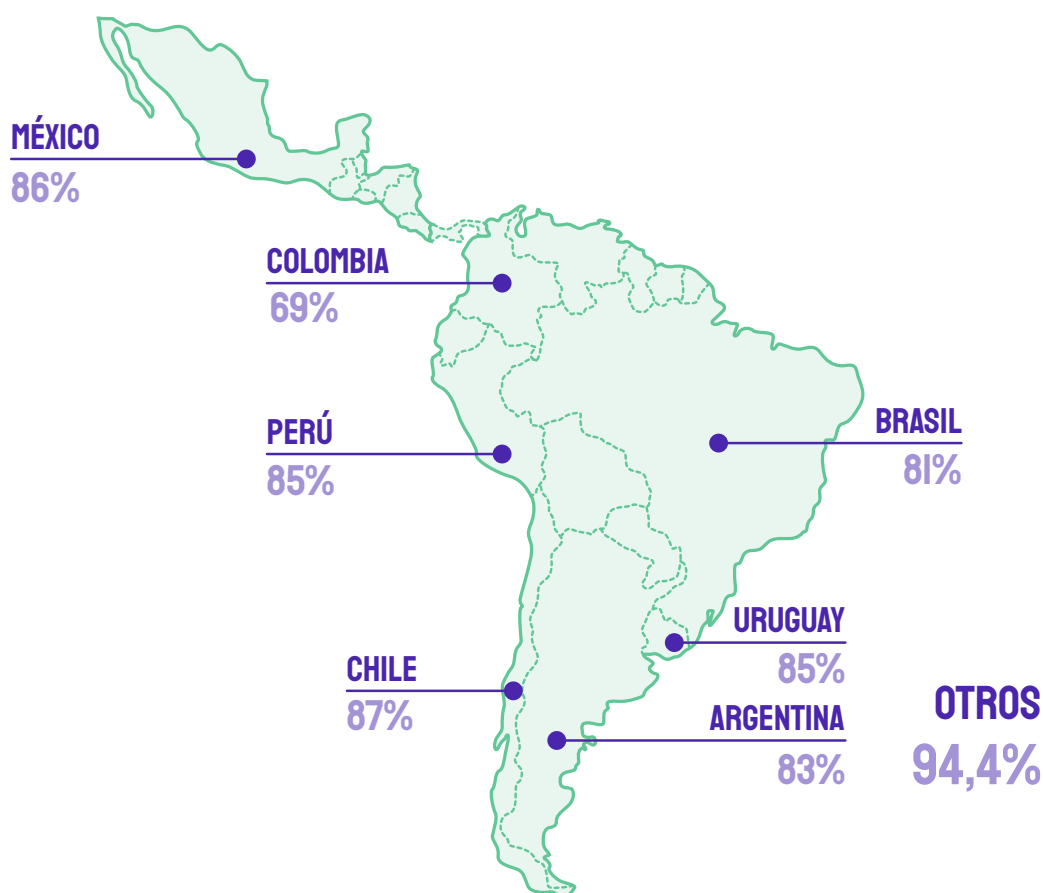 MÉXICO
86%
COLOMBIA
69%
PERÚ
85%
BRASIL
81%
URUGUAY
85%
CHILE
87%
ARGENTINA
83%
OTROS
94,4%